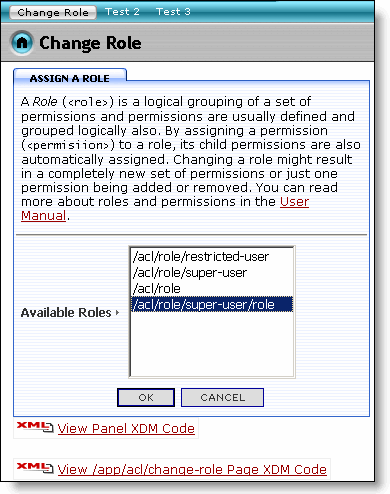 Change Role Test 2 Test 3
Change Role
ASSIGN A ROLE
A Role (<role>) is a logical grouping of a set of
permissions and permissions are usually defined and
grouped logically also. By assigning a permission
(<permisiion>) to a role, its child permissions are also
automatically assigned. Changing a role might result
in a completely new set of permissions or just one
permission being added or removed. You can read
more about roles and permissions in the User
Manual.
/acl/role/restricted-user
/acl/role/super-user
/acl/role
/acl/role/super-user/role
Available Roles
OK CANCEL
XML View Panel XDM Code
XML View /app/acl/change-role Page XDM Code